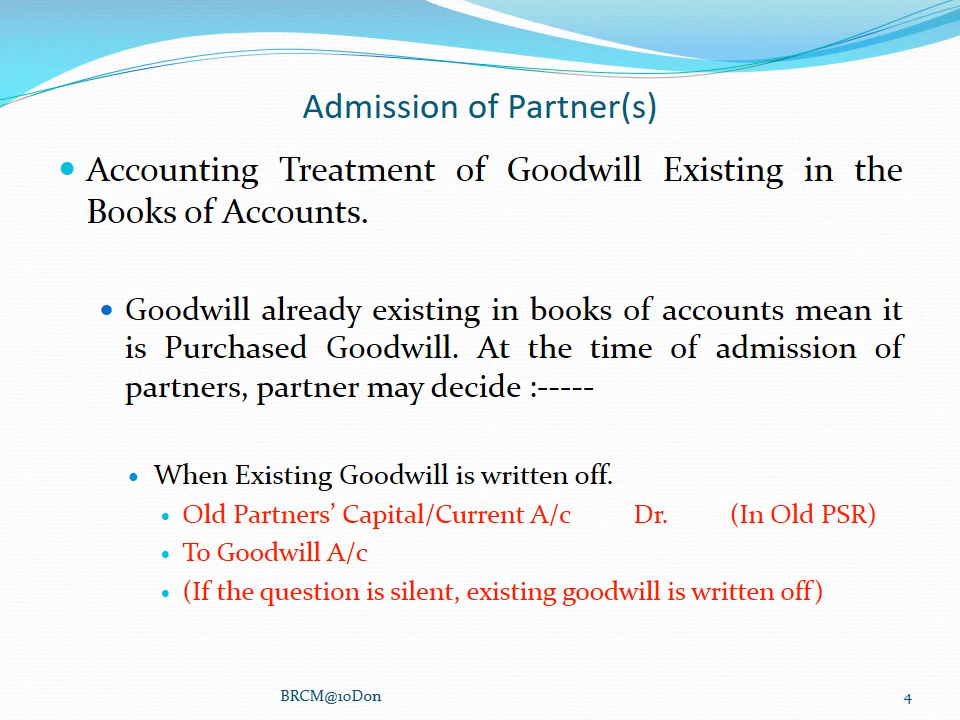 Admission of Partner(s)
Accounting Treatment of Goodwill Existing in the
Books of Accounts.
Goodwill already existing in books of accounts mean it
is Purchased Goodwill. At the time of admission of
partners, partner may decide :-----
When Existing Goodwill is written off.
Old Partners’ Capital/Current A/c Dr. (In Old PSR)
To Goodwill A/c
(If the question is silent, existing goodwill is written off)
BRCM@10Don 4